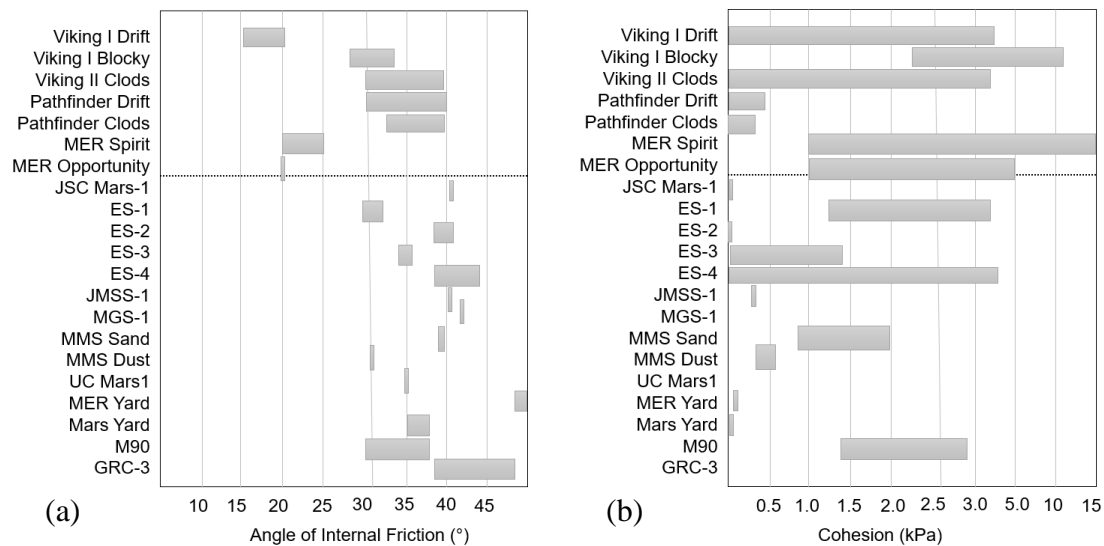 Viking I Drift
Viking I Blocky
Viking II Clods
Pathfinder Drift
Pathfinder Clods
MER Spirit
MER Opportunity
JSC Mars-1
ES-1
ES-2
ES-3
ES-4
JMSS-1
MGS-1
MMS Sand
MMS Dust
UC Mars1
MER Yard
Mars Yard
M90
GRC-3
10 15 20 25 30 35 40 45
(a)
Angle of Internal Friction (°)
Viking I Drift
Viking I Blocky
Viking II Clods
Pathfinder Drift
Pathfinder Clods
MER Spirit
MER Opportunity
JSC Mars-1
ES-1
ES-2
ES-3
ES-4
JMSS-1
MGS-1
MMS Sand
MMS Dust
UC Mars1
MER Yard
Mars Yard
M90
GRC-3
0.5 1.0 1.5 2.0 2.5 3.0 5.0 10 15
(b)
Cohesion (kPa)